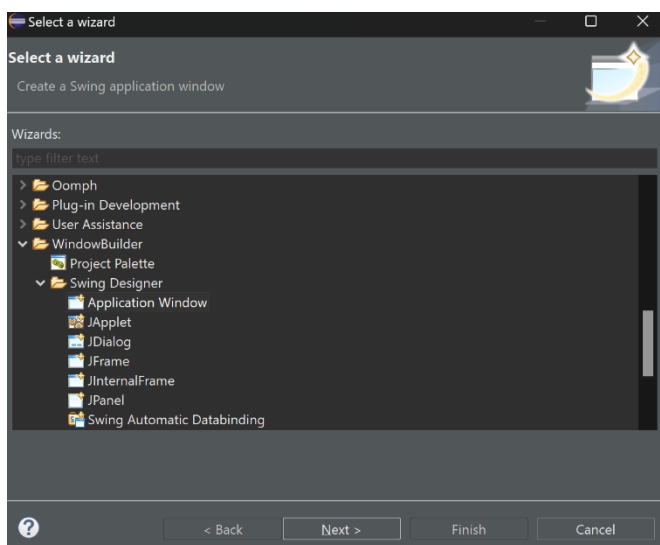 Select a wizard
Select a wizard
Create a Swing application window
Wizards:
type filter text
Oomph
Plug-in Development
User Assistance
WindowBuilder
Project Palette
Swing Designer
Application Window
JApplet
JDialog
JFrame
JInternalFrame
JPanel
Swing Automatic Databinding
? < Back Next > Finish Cancel